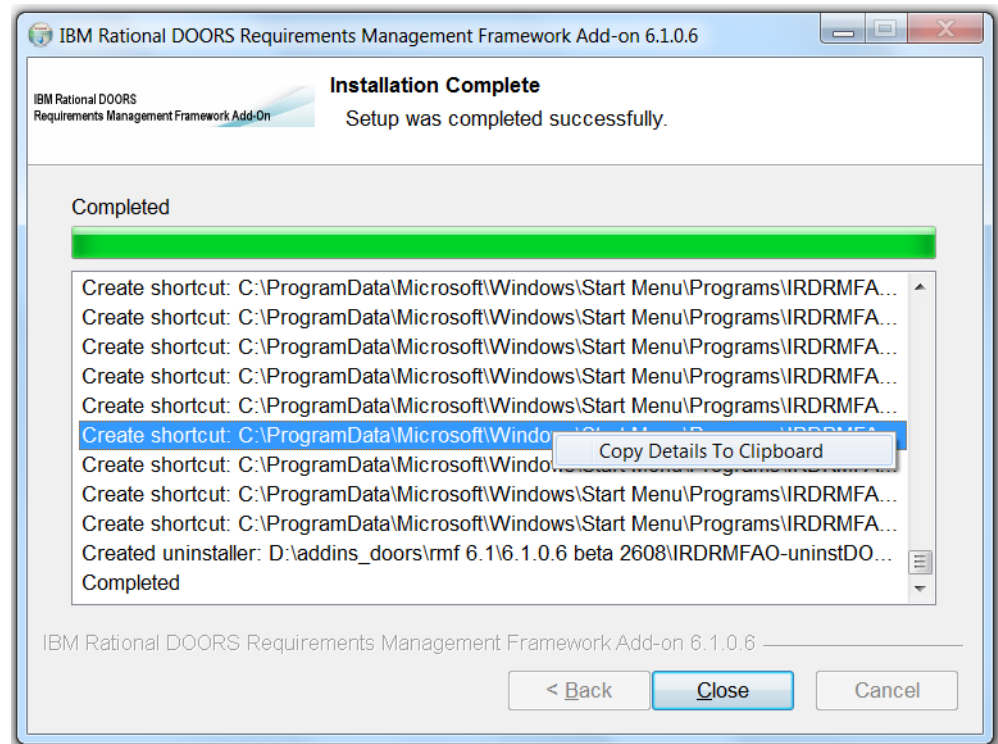 IBM Rational DOORS Requirements Management Framework Add-on 6.1.0.6
IBM Rational DOORS
Requirements Management Framework Add-On
Installation Complete
Setup was completed successfully.
Completed
Create shortcut: C:\ProgramData\Microsoft\Windows\Start Menu\Programs\IRDRMFA...
Create shortcut: C:\ProgramData\Microsoft\Windows\Start Menu\Programs\IRDRMFA...
Create shortcut: C:\ProgramData\Microsoft\Windows\Start Menu\Programs\IRDRMFA...
Create shortcut: C:\ProgramData\Microsoft\Windows\Start Menu\Programs\IRDRMFA...
Create shortcut: C:\ProgramData\Microsoft\Windows\Start Menu\Programs\IRDRMFA...
Create shortcut: C:\ProgramData\Microsoft\Windo
Copy Details To Clipboard
Create shortcut: C:\ProgramData\Microsoft\Windo
Create shortcut: C:\ProgramData\Microsoft\Windows\Start Menu\Programs\IRDRMFA...
Create shortcut: C:\ProgramData\Microsoft\Windows\Start Menu\Programs\IRDRMFA...
Created uninstaller: D:\addins_doors\rmf 6.1\6.1.0.6 beta 2608\IRDRMFAO-uninstDO...
Completed
IBM Rational DOORS Requirements Management Framework Add-on 6.1.0.6
< Back
Close
Cancel